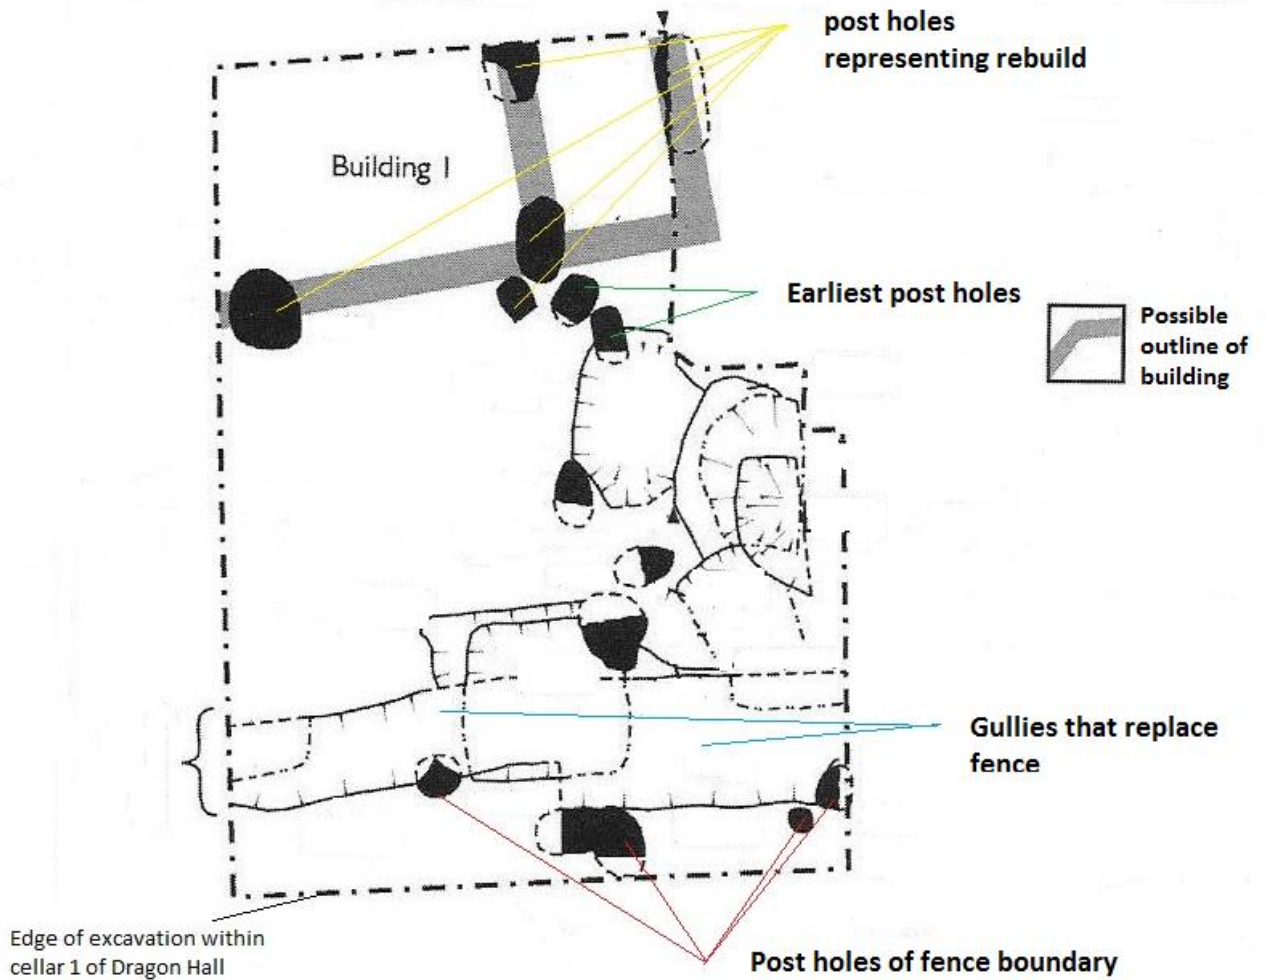 post holes
representing rebuild
Building 1
Earliest post holes
Possible
outline of
building
Gullies that replace
fence
Edge of excavation within
cellar 1 of Dragon Hall
Post holes of fence boundary